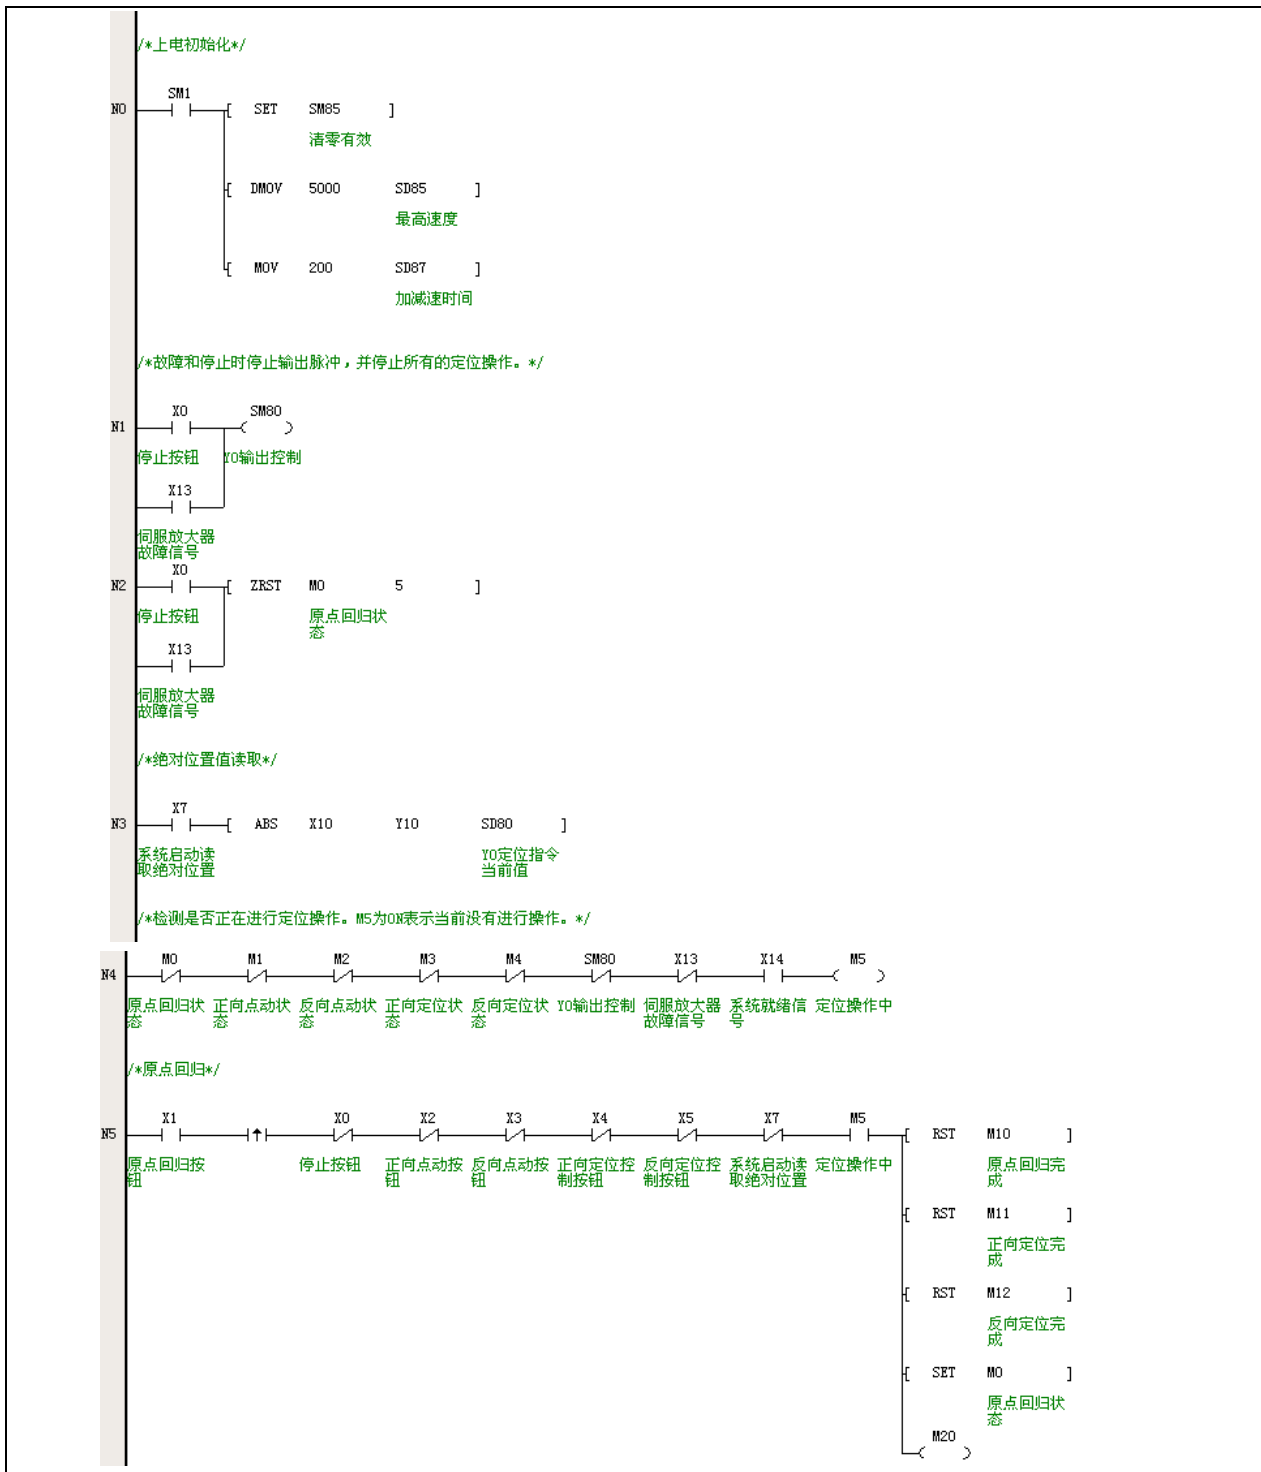 /*上电初始化*/
SM1
N0 [ SET SM85 ]
清零有效
[ DMOV 5000 SD85 ]
最高速度
[ MOV 200 SD87 ]
加减速时间
/*故障和停止时停止输出脉冲，并停止所有的定位操作。*/
X0 SM80
N1 ( )
停止按钮 Y0输出控制
X13
伺服放大器
故障信号
X0
N2 [ ZRST M0 5 ]
停止按钮 原点回归状
态
X13
伺服放大器
故障信号
/*绝对位置值读取*/
X7
N3 [ ABS X10 Y10 SD80 ]
系统启动读 Y0定位指令
取绝对位置 当前值
/*检测是否正在进行定位操作。M5为ON表示当前没有进行操作。*/
M0 M1 M2 M3 M4 SM80 X13 X14 M5
N4 ( )
原点回归状 正向点动状 反向点动状 正向定位状 反向定位状 Y0输出控制 伺服放大器 系统就绪信 定位操作中
态 态 态 态 态 故障信号 号
/*原点回归*/
X1 X0 X2 X3 X4 X5 X7 M5
N5 [ RST M10 ]
原点回归按 停止按钮 正向点动按 反向点动按 正向定位控 反向定位控 系统启动读 定位操作中 原点回归完
钮 钮 钮 制按钮 制按钮 取绝对位置 成
[ RST M11 ]
正向定位完
成
[ RST M12 ]
反向定位完
成
[ SET M0 ]
原点回归状
态
M20
( )